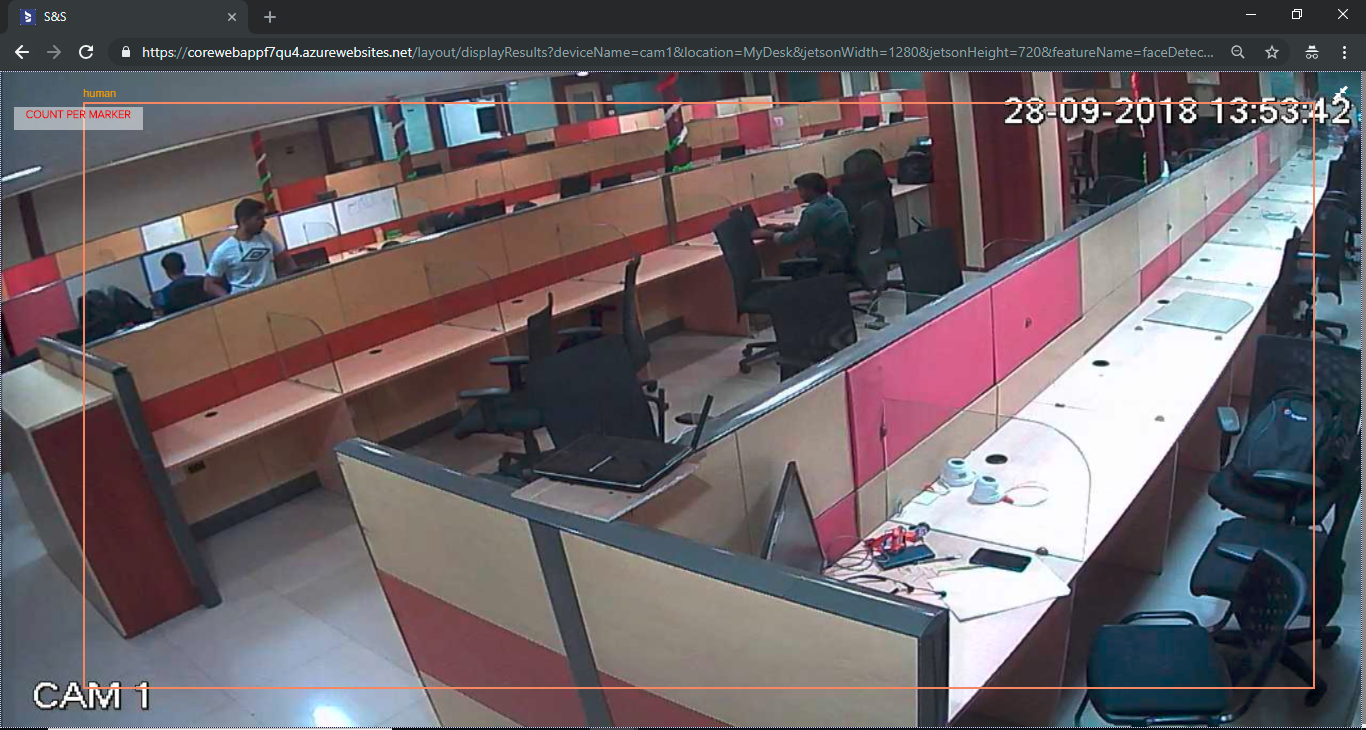 S&S
https://corewebappf7qu4.azurewebsites.net/layout/displayResults?deviceName=cam1&location=MyDesk&jetsonWidth=1280&jetsonHeight=720&featureName=faceDetec...
human
COUNT PER MARKER
28-09-2018 13:53:42
CAM 1